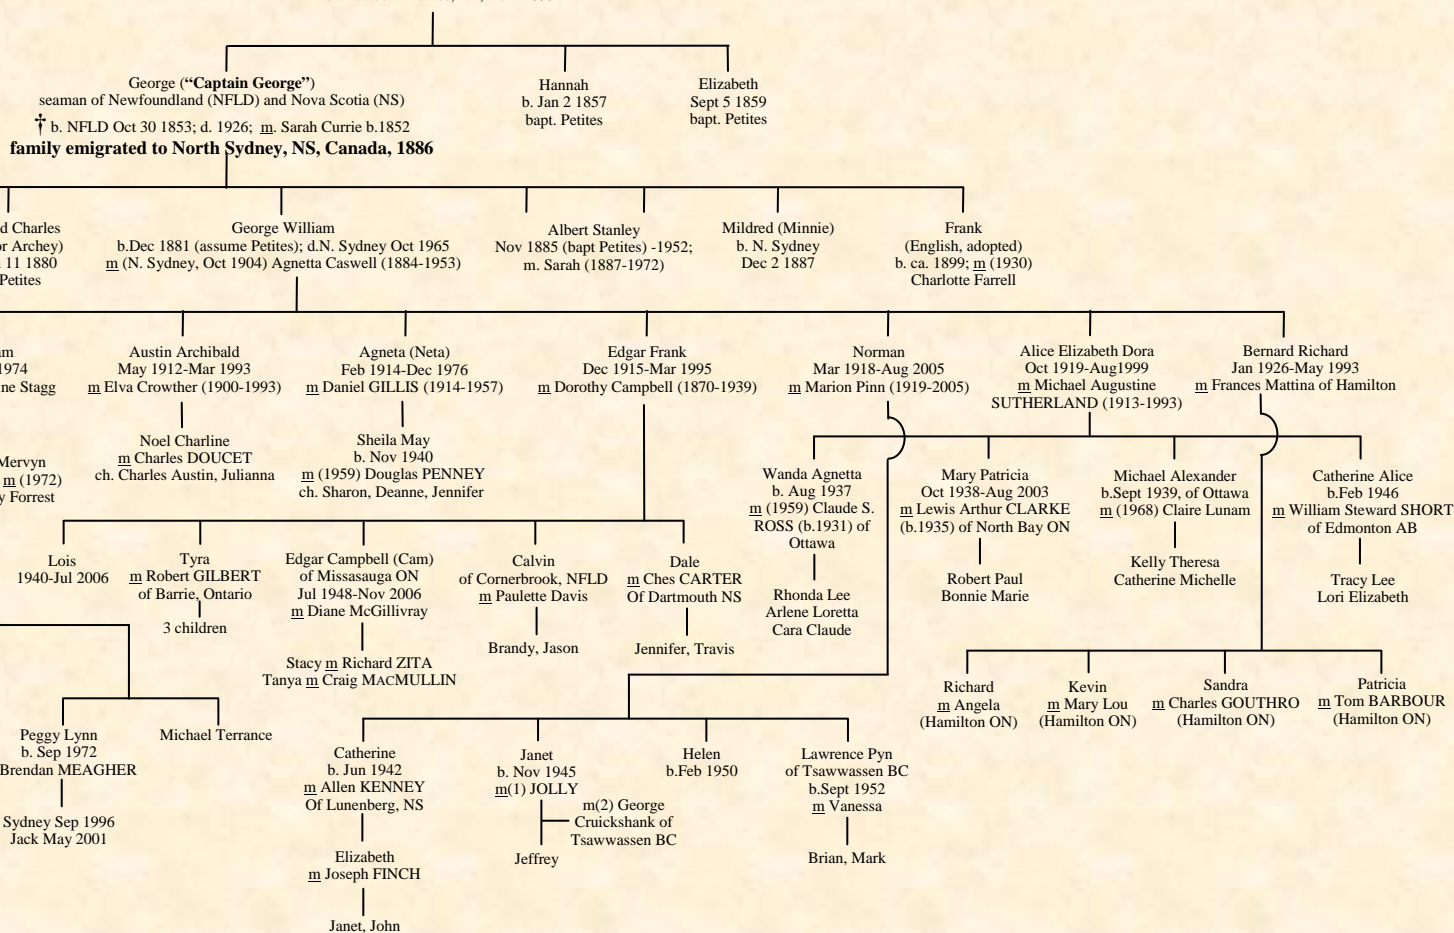 George (“Captain George”)
seaman of Newfoundland (NFLD) and Nova Scotia (NS)
† b. NFLD Oct 30 1853; d. 1926; m. Sarah Currie b.1852
family emigrated to North Sydney, NS, Canada, 1886
Hannah
b. Jan 2 1857
bapt. Petites
Elizabeth
Sept 5 1859
bapt. Petites
d Charles
or Archey)
11 1880
Petites
George William
b.Dec 1881 (assume Petites); d.N. Sydney Oct 1965
m (N. Sydney, Oct 1904) Agnetta Caswell (1884-1953)
Albert Stanley
Nov 1885 (bapt Petites) -1952;
m. Sarah (1887-1972)
Mildred (Minnie)
b. N. Sydney
Dec 2 1887
Frank
(English, adopted)
b. ca. 1899; m (1930)
Charlotte Farrell
am
1974
ne Stagg
Austin Archibald
May 1912-Mar 1993
m Elva Crowther (1900-1993)
Agneta (Neta)
Feb 1914-Dec 1976
m Daniel GILLIS (1914-1957)
Edgar Frank
Dec 1915-Mar 1995
m Dorothy Campbell (1870-1939)
Norman
Mar 1918-Aug 2005
m Marion Pinn (1919-2005)
Alice Elizabeth Dora
Oct 1919-Aug1999
m Michael Augustine
SUTHERLAND (1913-1993)
Bernard Richard
Jan 1926-May 1993
m Frances Mattina of Hamilton
Mervyn
m (1972)
y Forrest
Noel Charline
m Charles DOUCET
ch. Charles Austin, Julianna
Sheila May
b. Nov 1940
m (1959) Douglas PENNEY
ch. Sharon, Deanne, Jennifer
Wanda Agnetta
b. Aug 1937
m (1959) Claude S.
ROSS (b.1931) of
Ottawa
Mary Patricia
Oct 1938-Aug 2003
m Lewis Arthur CLARKE
(b.1935) of North Bay ON
Michael Alexander
b.Sept 1939, of Ottawa
m (1968) Claire Lunam
Catherine Alice
b.Feb 1946
m William Steward SHORT
of Edmonton AB
Lois
1940-Jul 2006
Tyra
m Robert GILBERT
of Barrie, Ontario
3 children
Edgar Campbell (Cam)
of Missasauga ON
Jul 1948-Nov 2006
m Diane McGillivray
Stacy m Richard ZITA
Tanya m Craig MACMULLIN
Calvin
of Cornerbrook, NFLD
m Paulette Davis
Brandy, Jason
Dale
m Ches CARTER
Of Dartmouth NS
Jennifer, Travis
Rhonda Lee
Arlene Loretta
Cara Claude
Robert Paul
Bonnie Marie
Kelly Theresa
Catherine Michelle
Tracy Lee
Lori Elizabeth
Richard
m Angela
(Hamilton ON)
Kevin
m Mary Lou
(Hamilton ON)
Sandra
m Charles GOUTHRO
(Hamilton ON)
Patricia
m Tom BARBOUR
(Hamilton ON)
Peggy Lynn
b. Sep 1972
Brendan MEAGHER
Michael Terrance
Sydney Sep 1996
Jack May 2001
Catherine
b. Jun 1942
m Allen KENNEY
Of Lunenberg, NS
Janet
b. Nov 1945
m(1) JOLLY
m(2) George
Cruickshank of
Tsawwassen BC
Jeffrey
Helen
b.Feb 1950
Lawrence Pyn
of Tsawwassen BC
b.Sept 1952
m Vanessa
Brian, Mark
Elizabeth
m Joseph FINCH
Janet, John